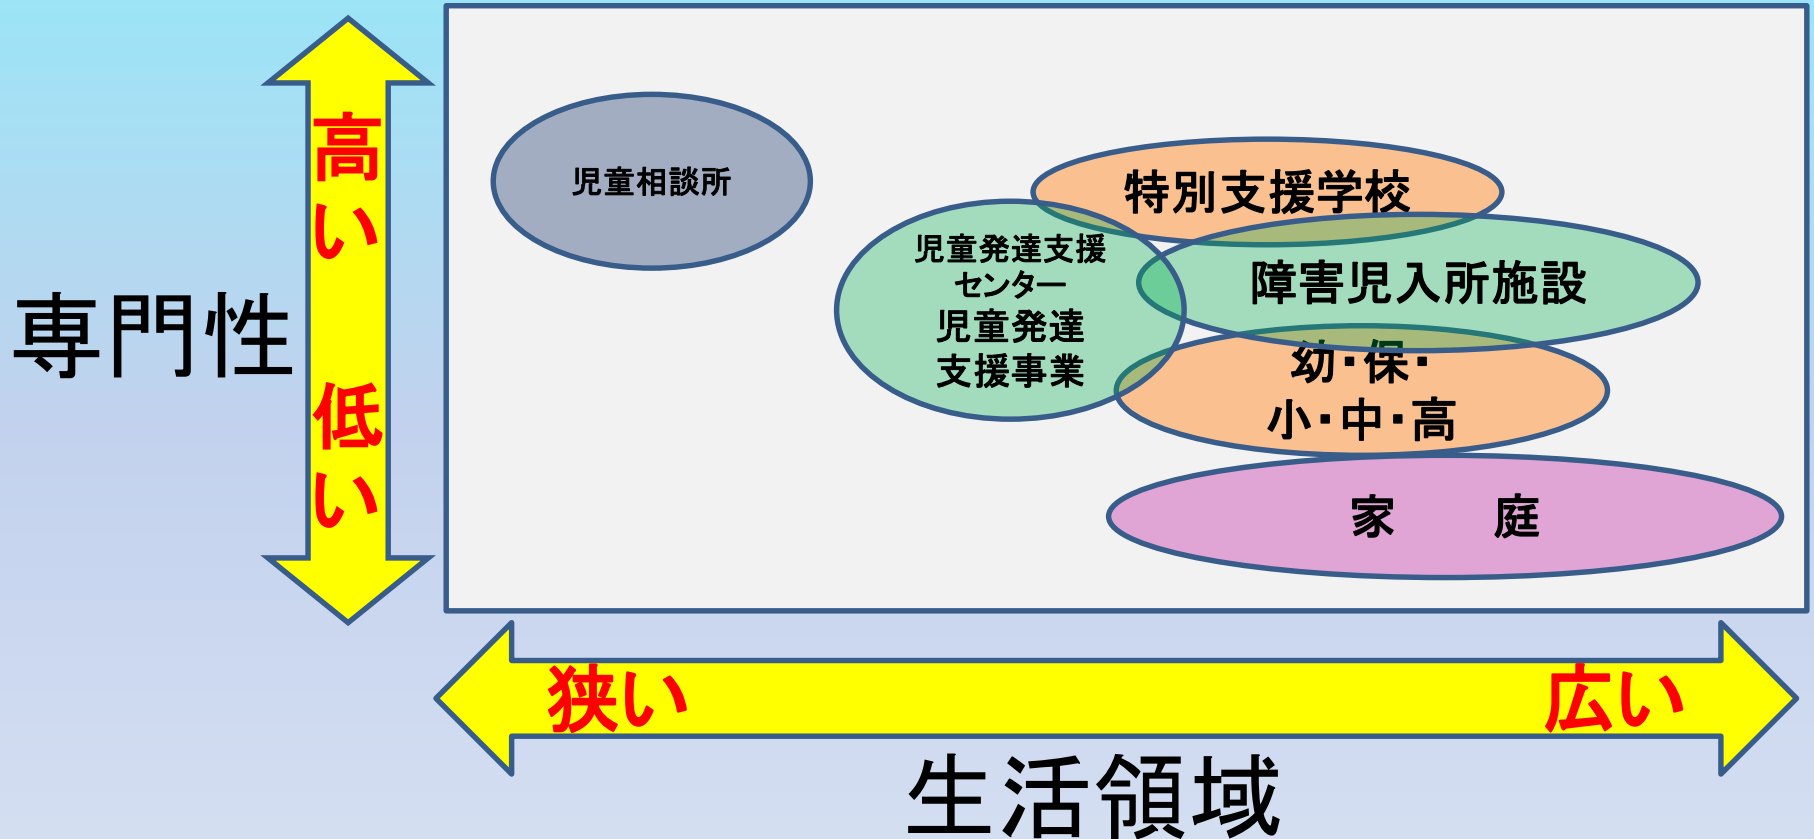 専門性
高い
低い
児童相談所
特別支援学校
児童発達支援
センター
児童発達
支援事業
障害児入所施設
幼・保・
小・中・高
家　庭
狭い
広い
生活領域